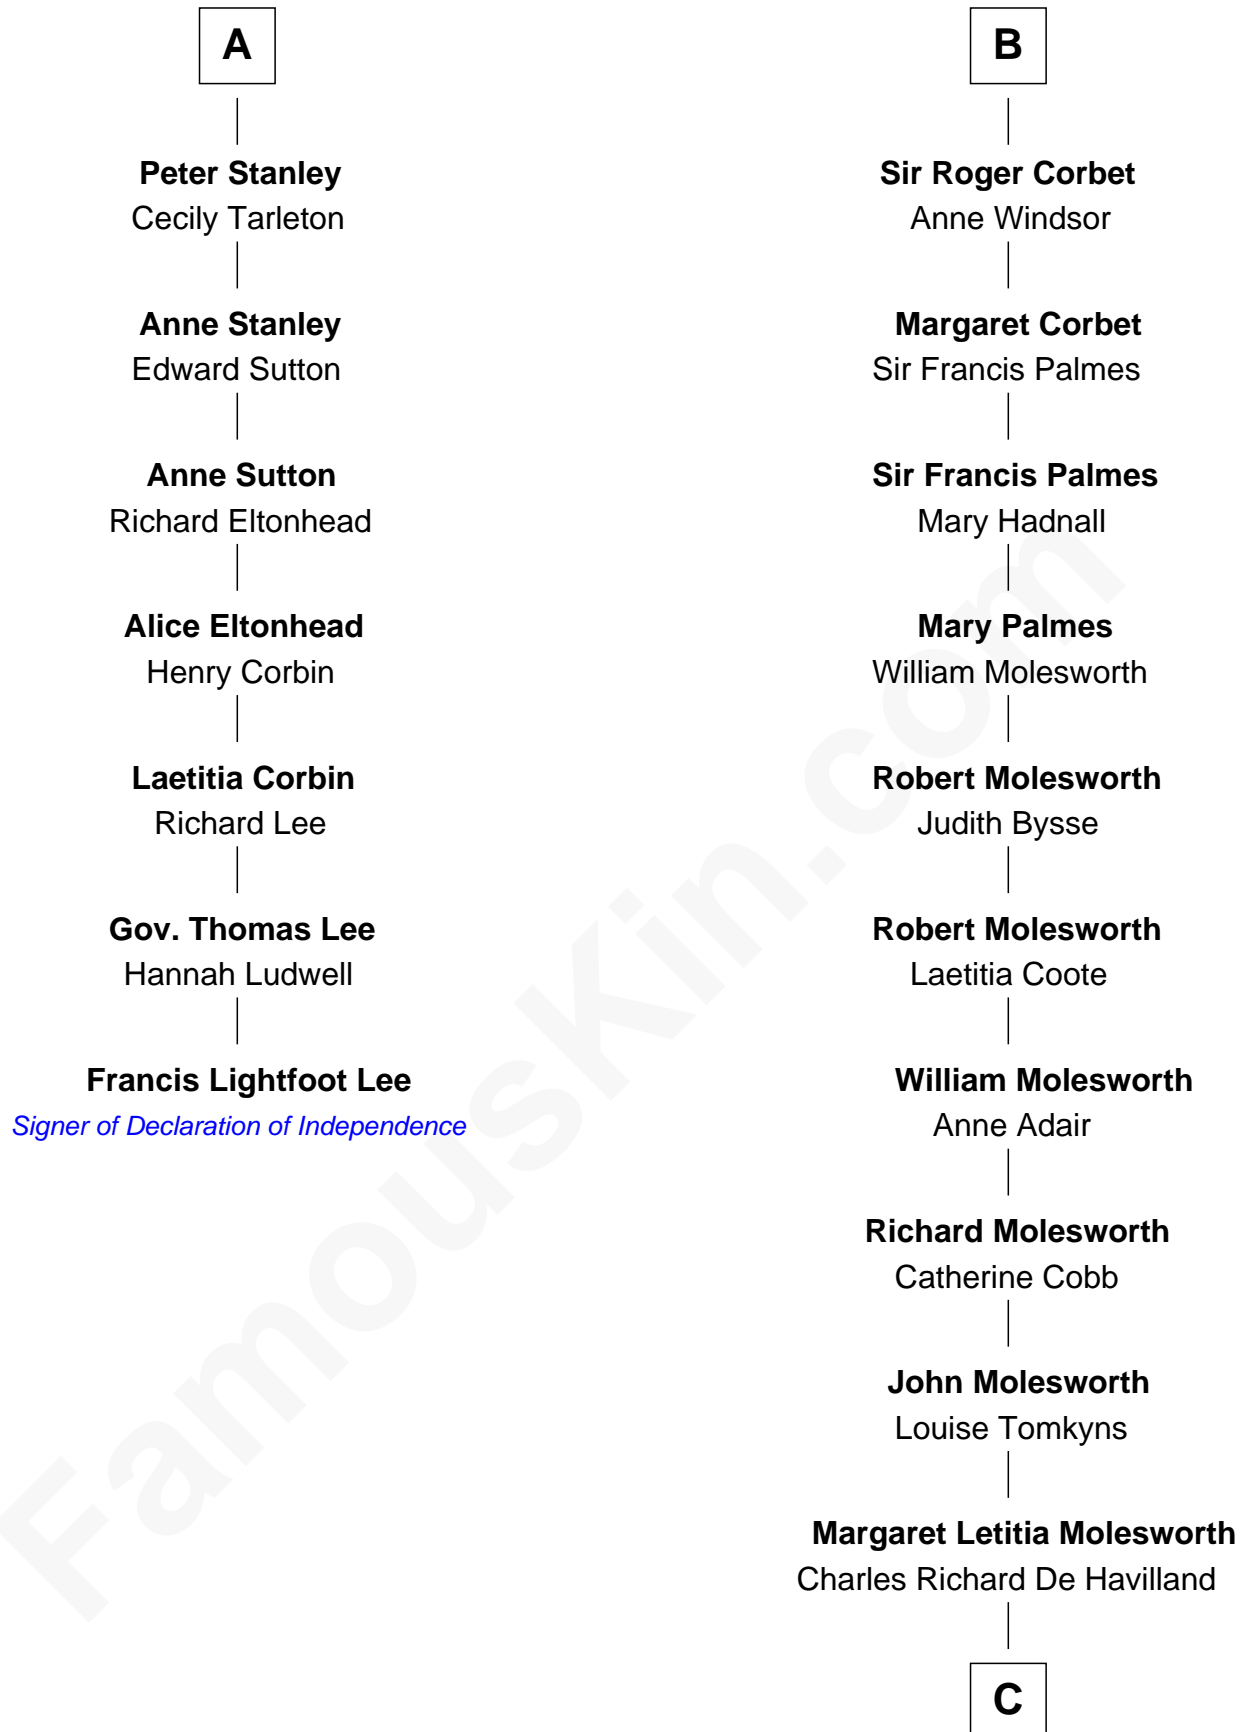 A
Peter Stanley
Cecily Tarleton
Anne Stanley
Edward Sutton
Anne Sutton
Richard Eltonhead
Alice Eltonhead
Henry Corbin
Laetitia Corbin
Richard Lee
Gov. Thomas Lee
Hannah Ludwell
Francis Lightfoot Lee
Signer of Declaration of Independence
B
Sir Roger Corbet
Anne Windsor
Margaret Corbet
Sir Francis Palmes
Sir Francis Palmes
Mary Hadnall
Mary Palmes
William Molesworth
Robert Molesworth
Judith Bysse
Robert Molesworth
Laetitia Coote
William Molesworth
Anne Adair
Richard Molesworth
Catherine Cobb
John Molesworth
Louise Tomkyns
Margaret Letitia Molesworth
Charles Richard De Havilland
C
FamousKin.com